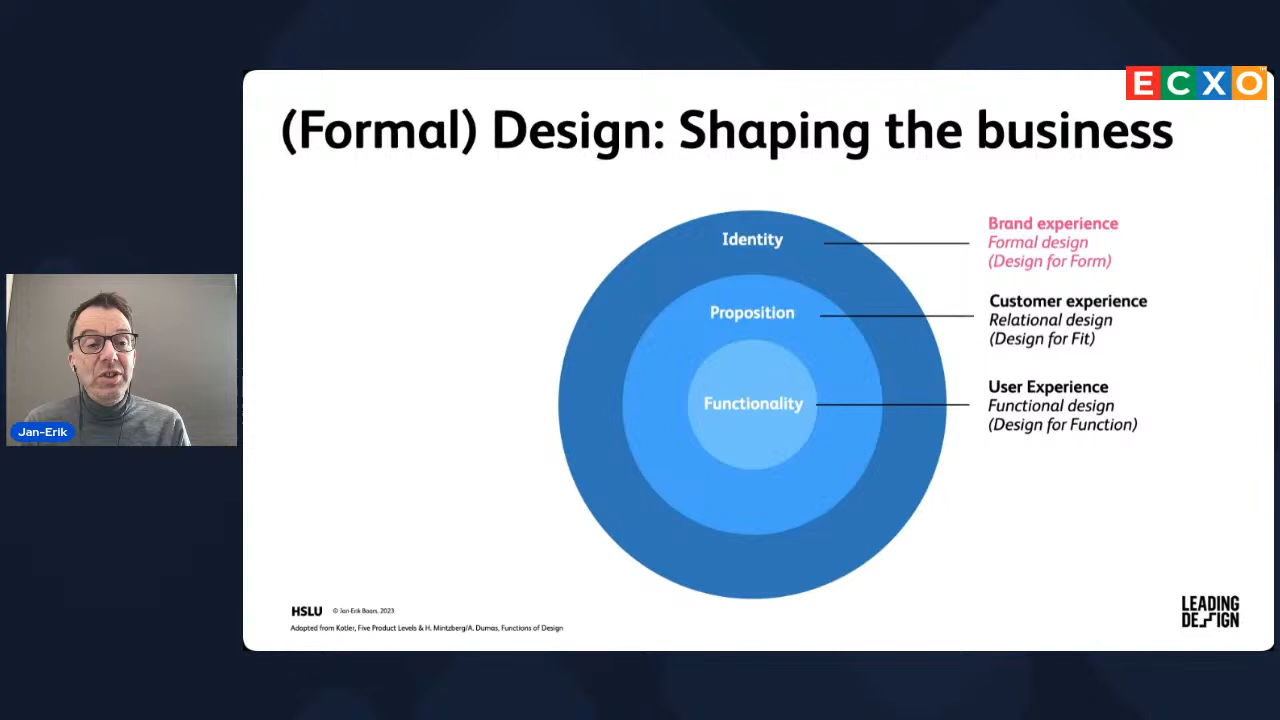 ECXO
(Formal) Design: Shaping the business
Identity
Brand experience
Formal design
(Design for Form)
Proposition
Customer experience
Relational design
(Design for Fit)
Functionality
User Experience
Functional design
(Design for Function)
Jan-Erik
HSLU © Jan-Erik Baars, 2023
Adapted from Kotler, Five Product Levels & H. Mintzberg/A. Dumas, Functions of Design
LEADING
DESIGN